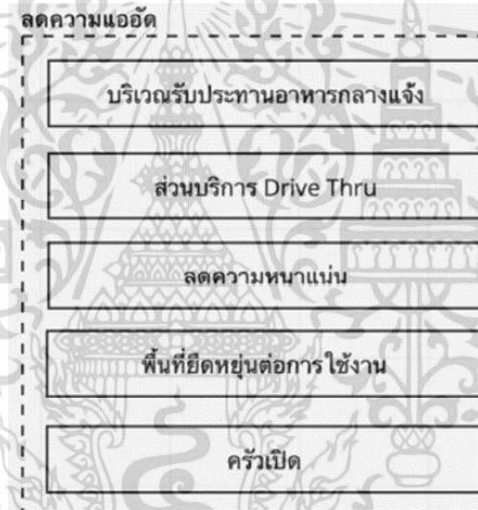 ลดความแออัด
บริเวณรับประทานอาหารกลางแจ้ง
ส่วนบริการ Drive Thru
ลดความหนาแน่น
พื้นที่ยืดหยุ่นต่อการใช้งาน
ครัวเปิด